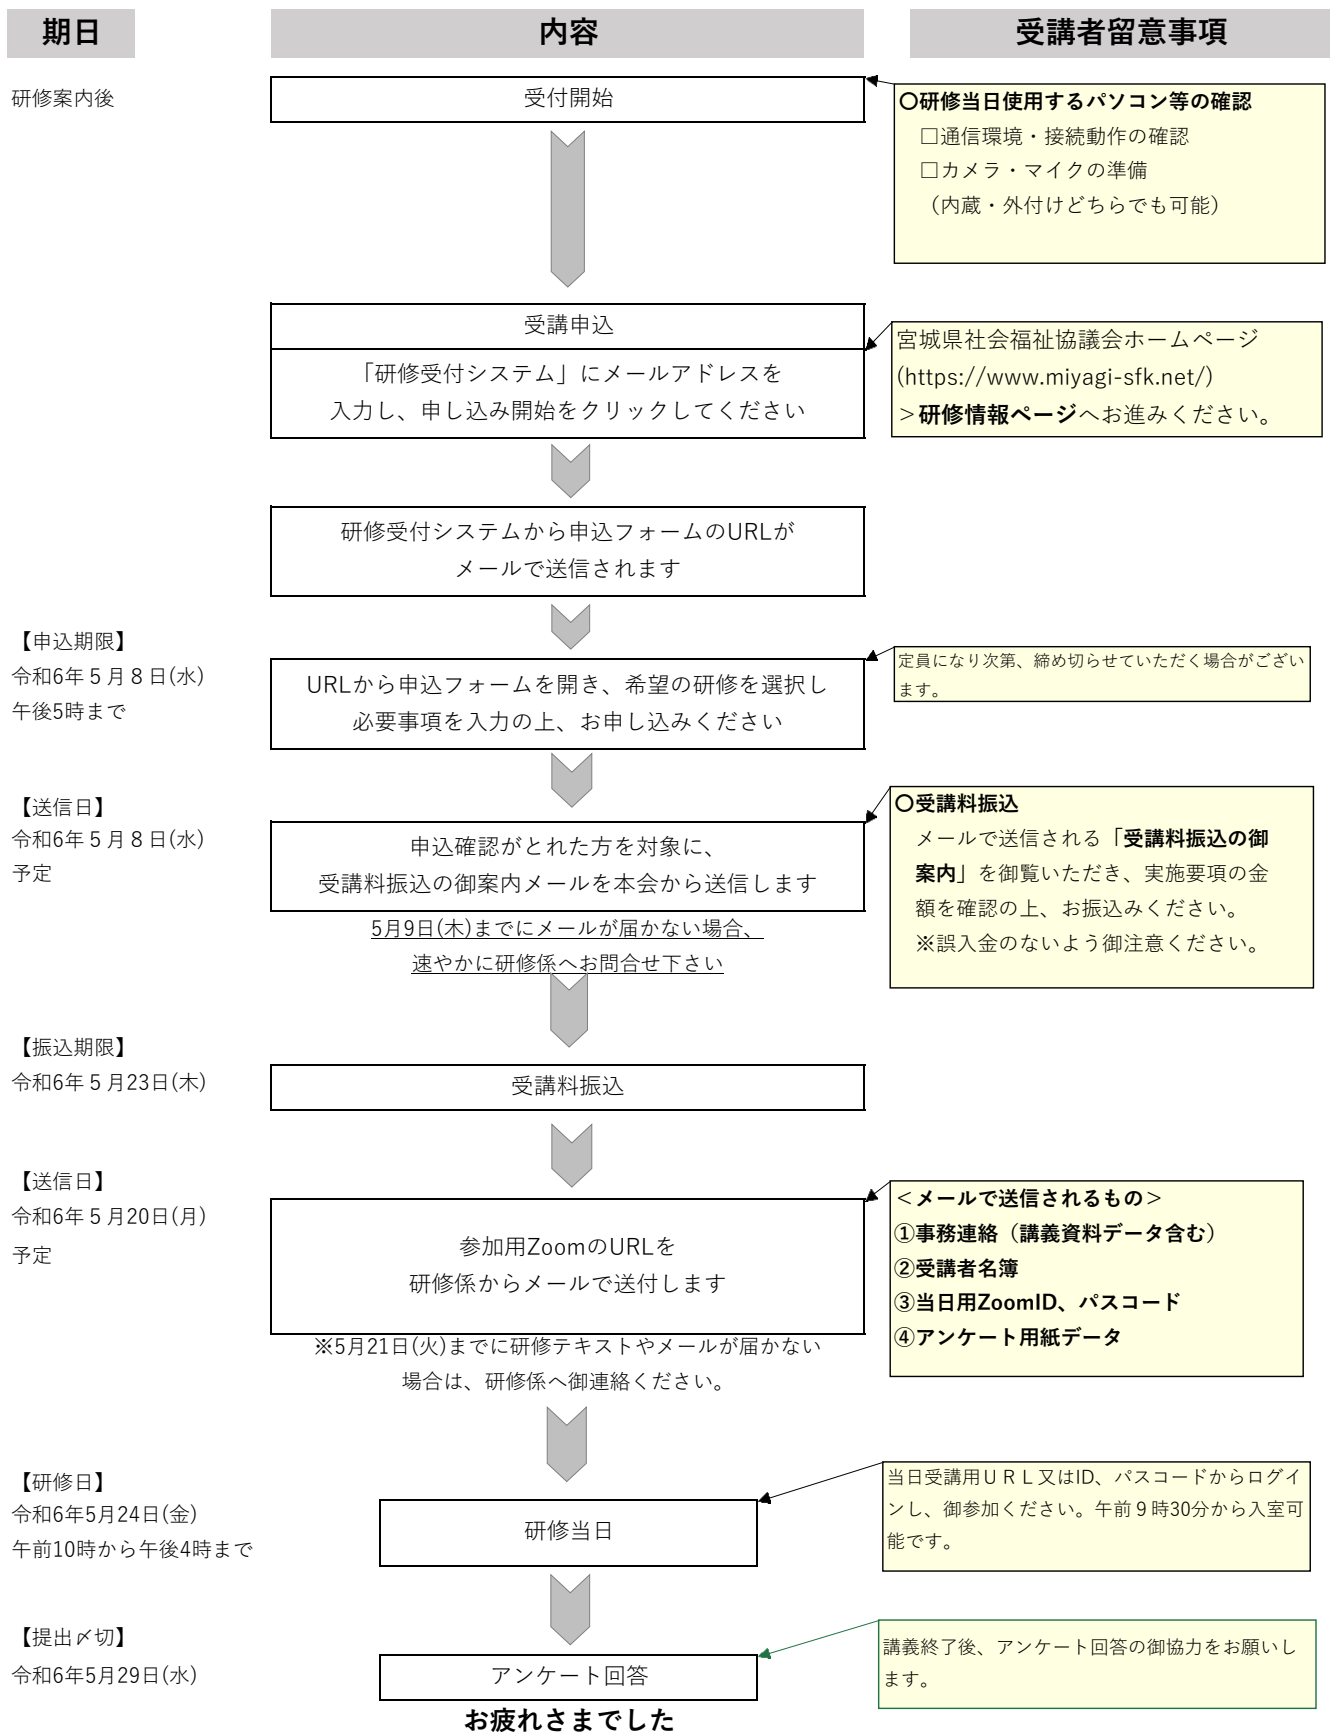 期日
内容
受講者留意事項
研修案内後
受付開始
〇研修当日使用するパソコン等の確認
□通信環境・接続動作の確認
□カメラ・マイクの準備
（内蔵・外付けどちらでも可能）
受講申込
「研修受付システム」にメールアドレスを
入力し、申し込み開始をクリックしてください
宮城県社会福祉協議会ホームページ
(https://www.miyagi-sfk.net/)
＞研修情報ページへお進みください。
研修受付システムから申込フォームのURLが
メールで送信されます
【申込期限】
令和6年５月８日(水)
午後5時まで
URLから申込フォームを開き、希望の研修を選択し
必要事項を入力の上、お申し込みください
定員になり次第、締め切らせていただく場合がござい
ます。
【送信日】
令和6年５月８日(水)
予定
申込確認がとれた方を対象に、
受講料振込の御案内メールを本会から送信します
5月9日(木)までにメールが届かない場合、
速やかに研修係へお問合せ下さい
〇受講料振込
メールで送信される「受講料振込の御
案内」を御覧いただき、実施要項の金
額を確認の上、お振込みください。
※誤入金のないよう御注意ください。
【振込期限】
令和6年５月23日(木)
受講料振込
【送信日】
令和6年５月20日(月)
予定
参加用ZoomのURLを
研修係からメールで送付します
※5月21日(火)までに研修テキストやメールが届かない
場合は、研修係へ御連絡ください。
＜メールで送信されるもの＞
①事務連絡（講義資料データ含む）
②受講者名簿
③当日用ZoomID、パスコード
④アンケート用紙データ
【研修日】
令和6年5月24日(金)
午前10時から午後4時まで
研修当日
当日受講用ＵＲＬ又はID、パスコードからログイ
ンし、御参加ください。午前９時30分から入室可
能です。
【提出〆切】
令和6年5月29日(水)
アンケート回答
講義終了後、アンケート回答の御協力をお願いし
ます。
お疲れさまでした